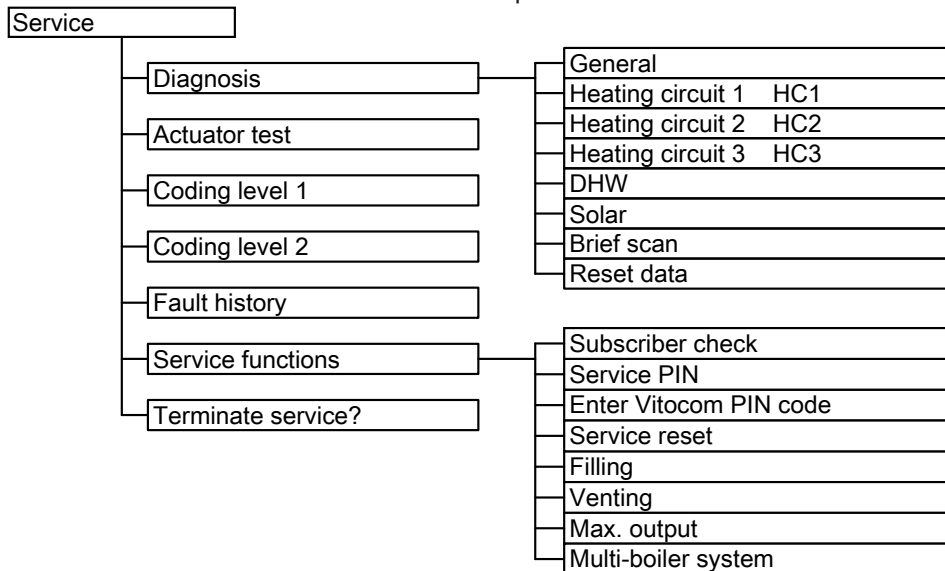 Service
Diagnosis
General
Heating circuit 1 HC1
Heating circuit 2 HC2
Heating circuit 3 HC3
DHW
Solar
Brief scan
Reset data
Actuator test
Coding level 1
Coding level 2
Fault history
Service functions
Subscriber check
Service PIN
Enter Vitocom PIN code
Service reset
Filling
Venting
Max. output
Multi-boiler system
Terminate service?